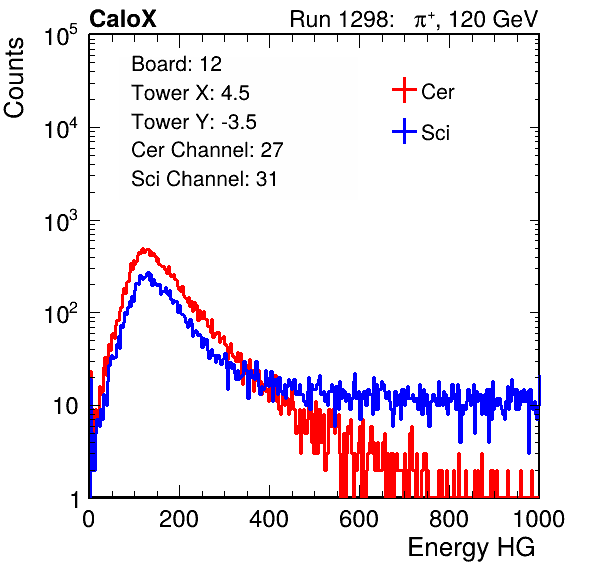 CaloX Run 1298: π⁺, 120 GeV
Counts
10⁵
10⁴
10³
10²
10
1
Board: 12
Tower X: 4.5
Tower Y: -3.5
Cer Channel: 27
Sci Channel: 31
Cer
Sci
0 200 400 600 800 1000
Energy HG